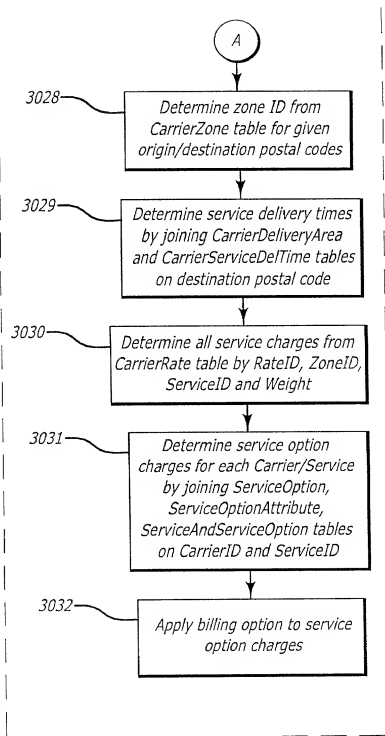 A
3028
Determine zone ID from
CarrierZone table for given
origin/destination postal codes
3029
Determine service delivery times
by joining CarrierDeliveryArea
and CarrierServiceDelTime tables
on destination postal code
3030
Determine all service charges from
CarrierRate table by RateID, ZoneID,
ServiceID and Weight
3031
Determine service option
charges for each Carrier/Service
by joining ServiceOption,
ServiceOptionAttribute,
ServiceAndServiceOption tables
on CarrierID and ServiceID
3032
Apply billing option to service
option charges